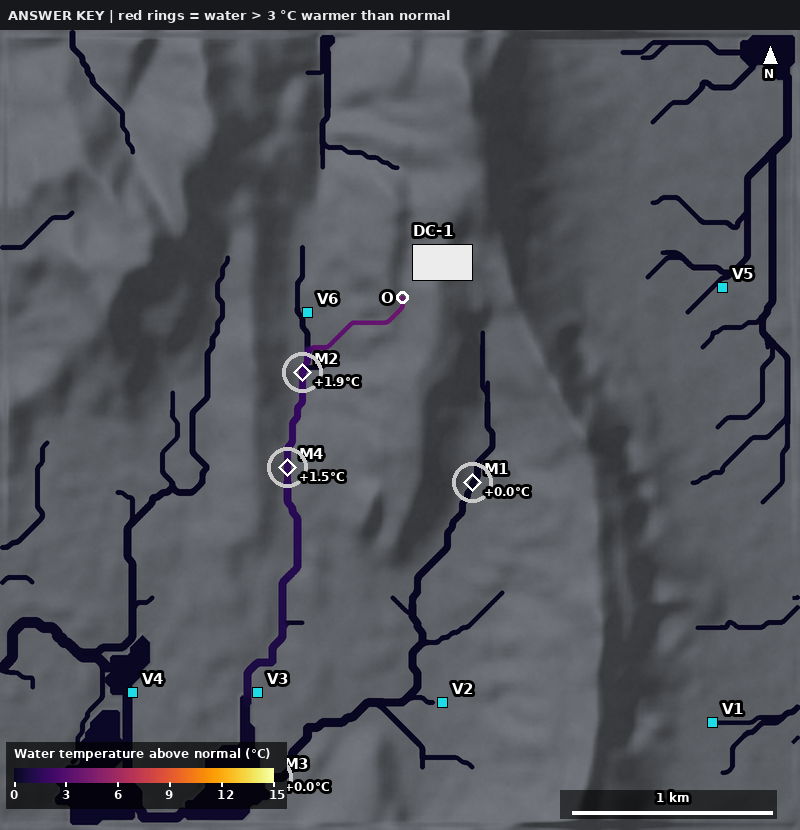 ANSWER KEY | red rings = water > 3 °C warmer than normal
N
DC-1
O
V5
V6
M2
+1.9°C
M4
+1.5°C
M1
+0.0°C
V4
V3
V2
V1
Water temperature above normal (°C)
0 3 6 9 12 15
M3
+0.0°C
1 km